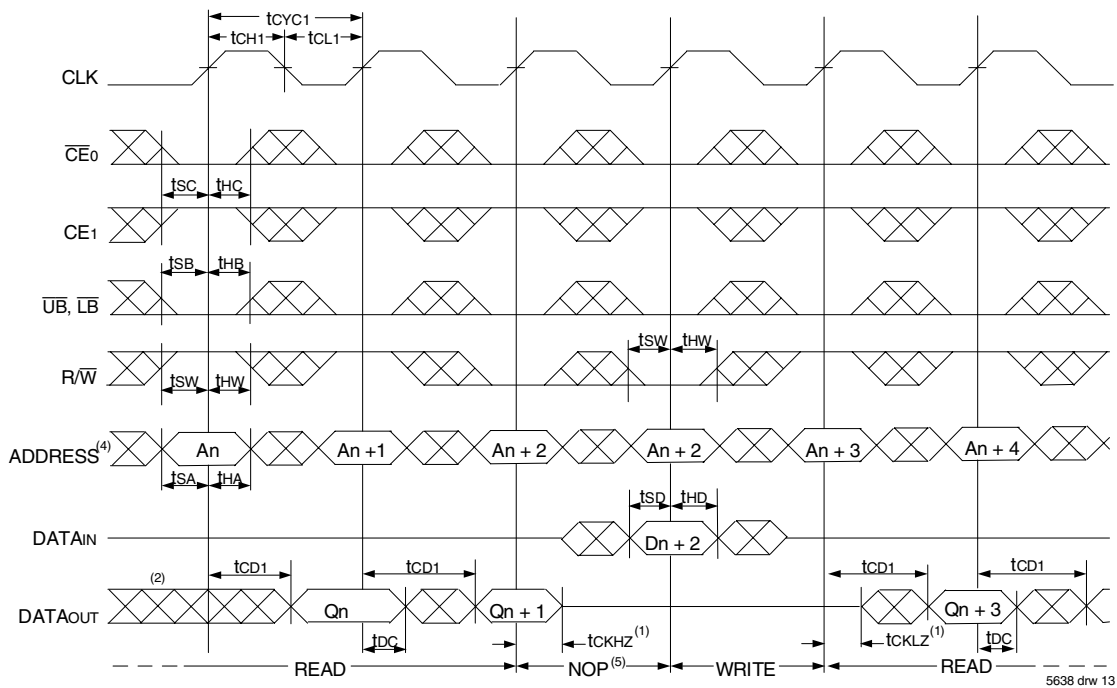 tCYC1
tCH1 tCL1
CLK
CE0
tSC tHC
CE1
tSB tHB
UB, LB
tSW tHW
R/W
tSW tHW
ADDRESS(4) An An +1 An + 2 An + 2 An + 3 An + 4
tSA tHA
tSD tHD
DATAIN Dn + 2
(2) tCD1 tCD1 tCD1 tCD1
DATAOUT Qn Qn + 1 Qn + 3
tDC tCKHZ(1) tCKLZ(1) tDC
READ NOP(5) WRITE READ
5638 drw 13